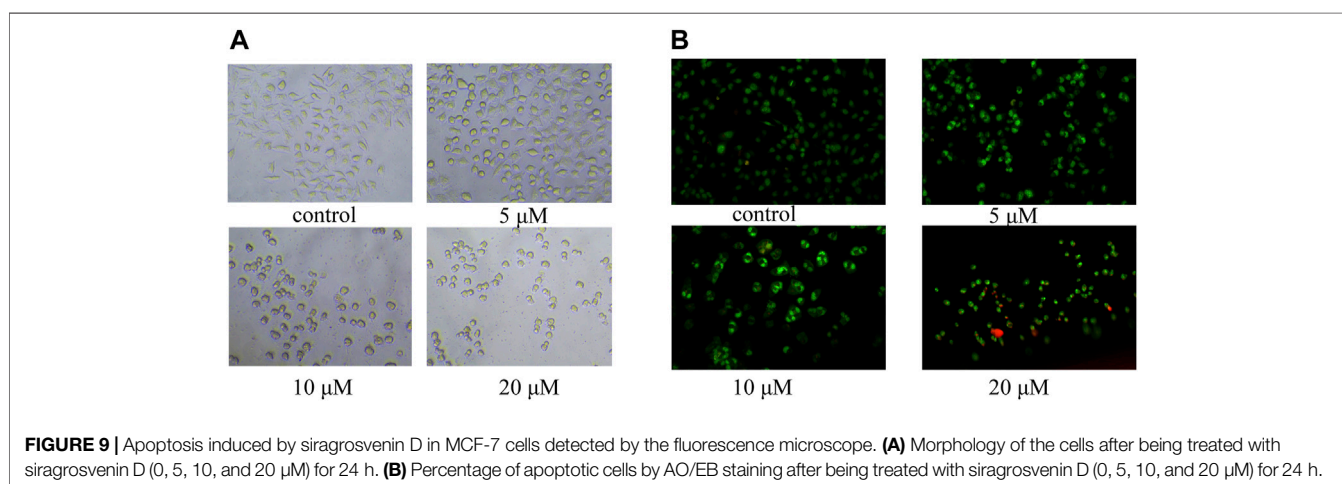 A
B
control
5 μM
control
5 μM
10 μM
20 μM
10 μM
20 μM
FIGURE 9 | Apoptosis induced by siragrosvenin D in MCF-7 cells detected by the fluorescence microscope. (A) Morphology of the cells after being treated with
siragrosvenin D (0, 5, 10, and 20 μM) for 24 h. (B) Percentage of apoptotic cells by AO/EB staining after being treated with siragrosvenin D (0, 5, 10, and 20 μM) for 24 h.